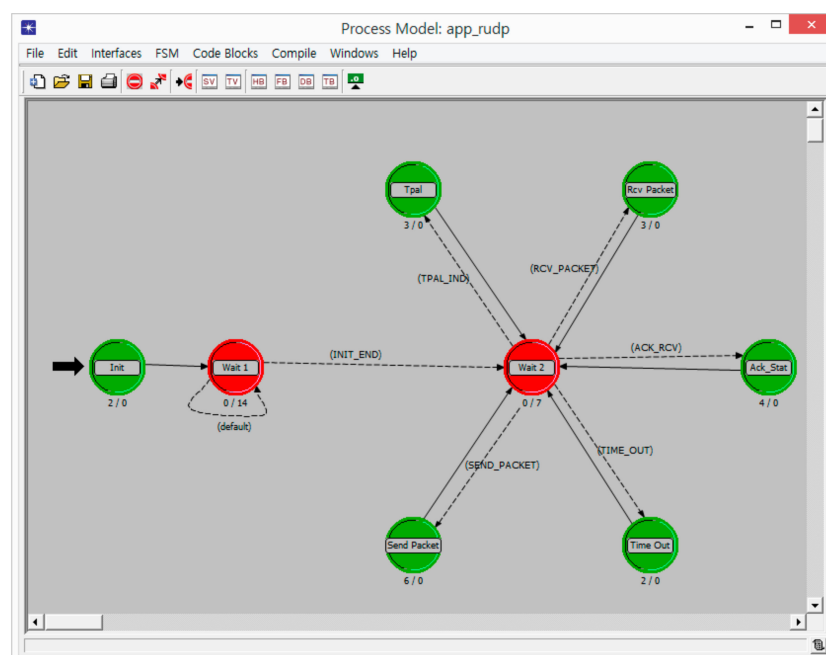 Process Model: app_rudp
File Edit Interfaces FSM Code Blocks Compile Windows Help
SV TV HB FB DB TB
Tpal
3 / 0
Rcv Packet
3 / 0
(TPAL_IND)
(RCV_PACKET)
Init
2 / 0
Wait 1
0 / 14
(default)
(INIT_END)
Wait 2
0 / 7
(ACK_RCV)
Ack_Stat
4 / 0
(SEND_PACKET)
(TIME_OUT)
Send Packet
6 / 0
Time Out
2 / 0